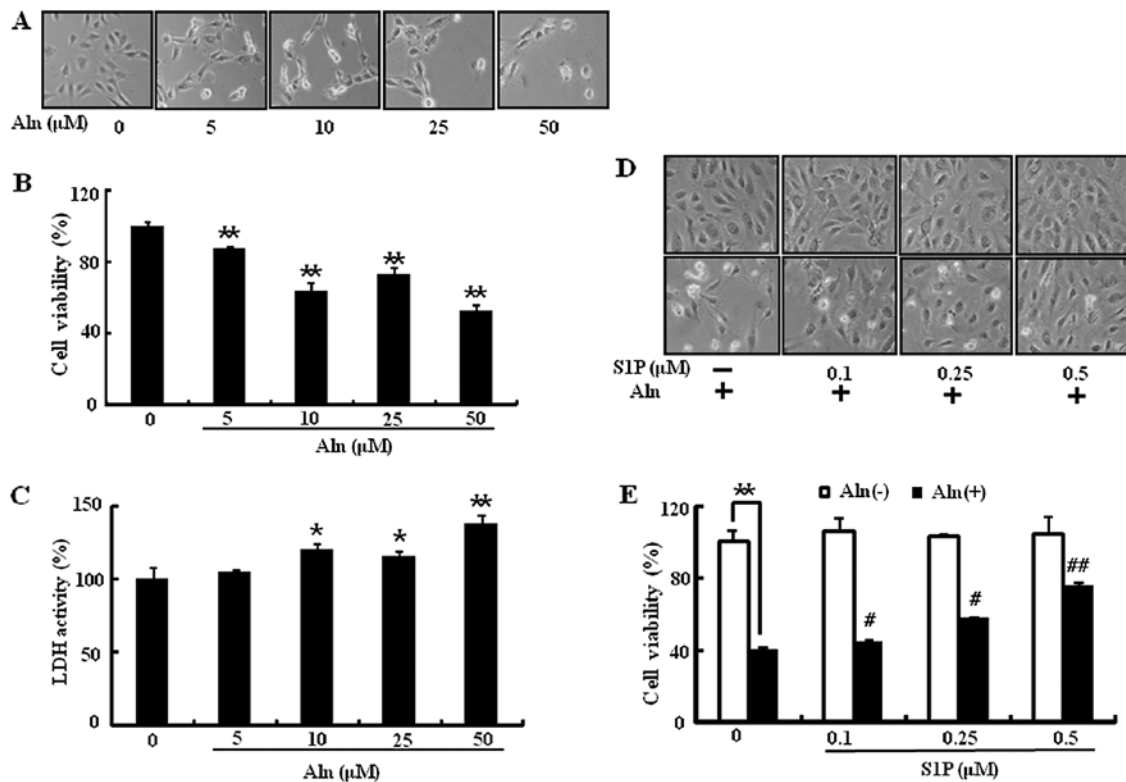 A
Aln (μM) 0 5 10 25 50
B
Cell viability (%)
120
80
40
0
**
**
**
**
0 5 10 25 50
Aln (μM)
C
LDH activity (%)
150
100
50
0
*
*
**
0 5 10 25 50
Aln (μM)
D
S1P (μM) − 0.1 0.25 0.5
Aln + + + +
E
Aln(-) Aln(+)
Cell viability (%)
120
80
40
0
**
#
#
##
0 0.1 0.25 0.5
S1P (μM)